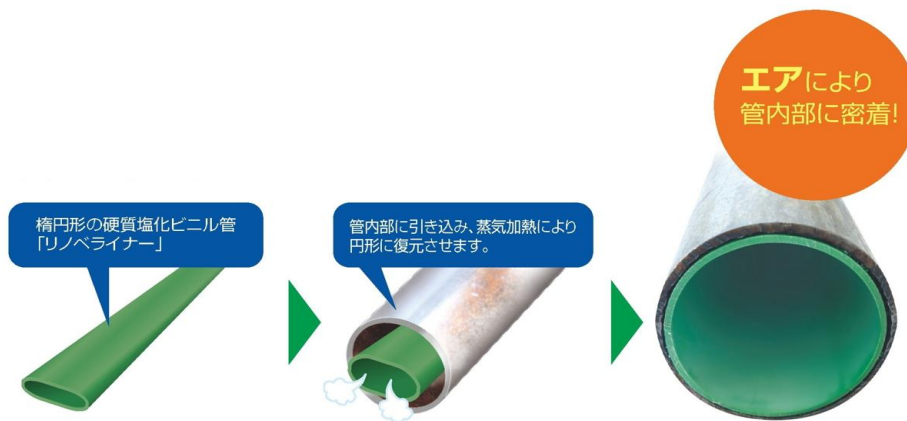 楕円形の硬質塩化ビニル管
「リノベライナー」
管内部に引き込み、蒸気加熱により
円形に復元させます。
エアにより
管内部に密着!